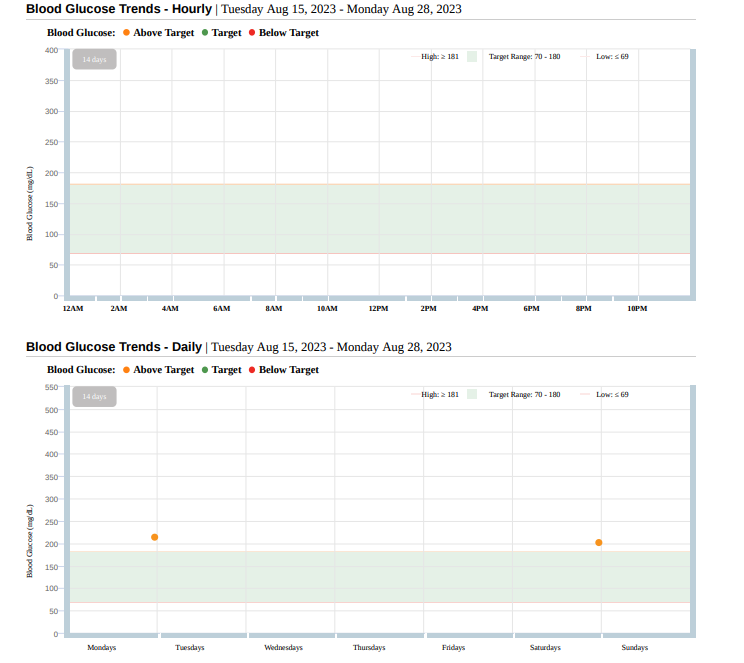 Blood Glucose Trends - Hourly | Tuesday Aug 15, 2023 - Monday Aug 28, 2023
Blood Glucose: Above Target Target Below Target
14 days
High: ≥ 181 Target Range: 70 - 180 Low: ≤ 69
Blood Glucose (mg/dL)
400
350
300
250
200
150
100
50
0
12AM 2AM 4AM 6AM 8AM 10AM 12PM 2PM 4PM 6PM 8PM 10PM
Blood Glucose Trends - Daily | Tuesday Aug 15, 2023 - Monday Aug 28, 2023
Blood Glucose: Above Target Target Below Target
14 days
High: ≥ 181 Target Range: 70 - 180 Low: ≤ 69
Blood Glucose (mg/dL)
550
500
450
400
350
300
250
200
150
100
50
0
Mondays Tuesdays Wednesdays Thursdays Fridays Saturdays Sundays